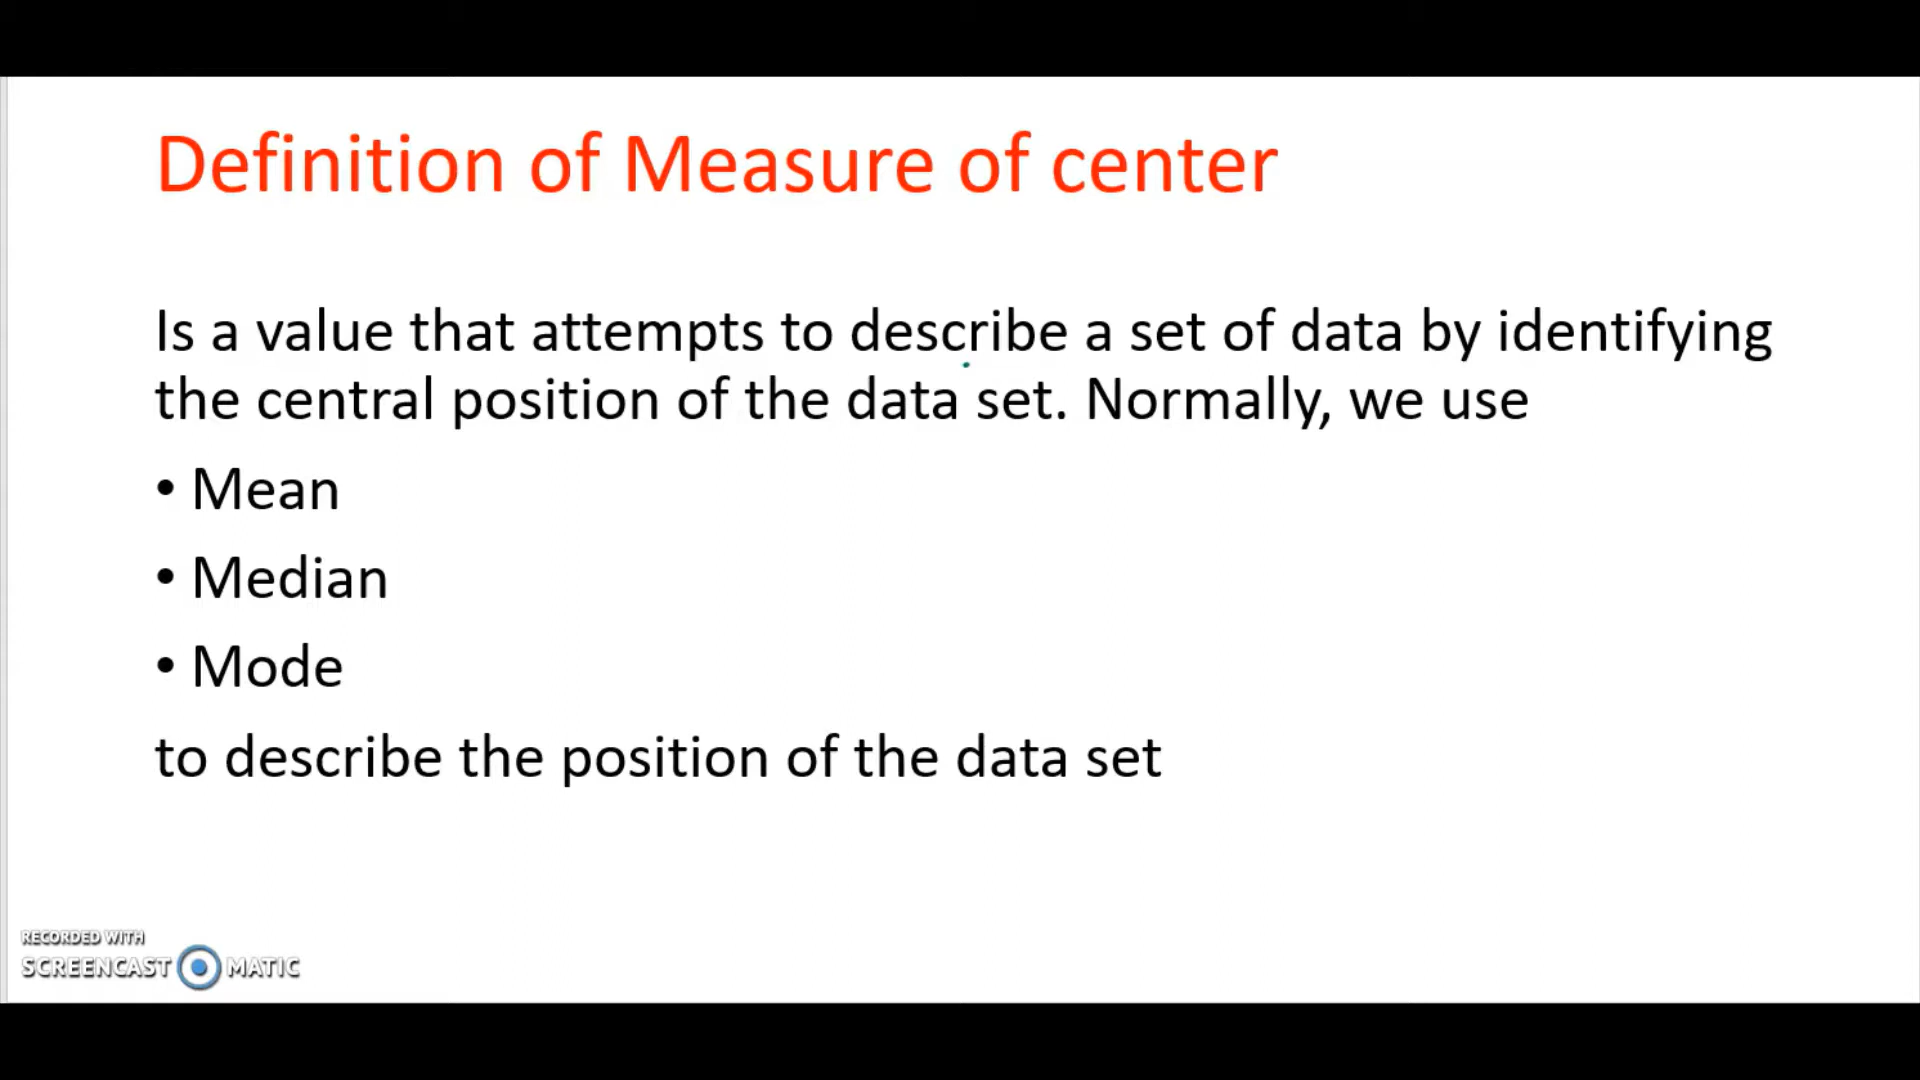 Definition of Measure of center
Is a value that attempts to describe a set of data by identifying
the central position of the data set. Normally, we use
• Mean
• Median
• Mode
to describe the position of the data set
RECORDED WITH
SCREENCAST MATIC